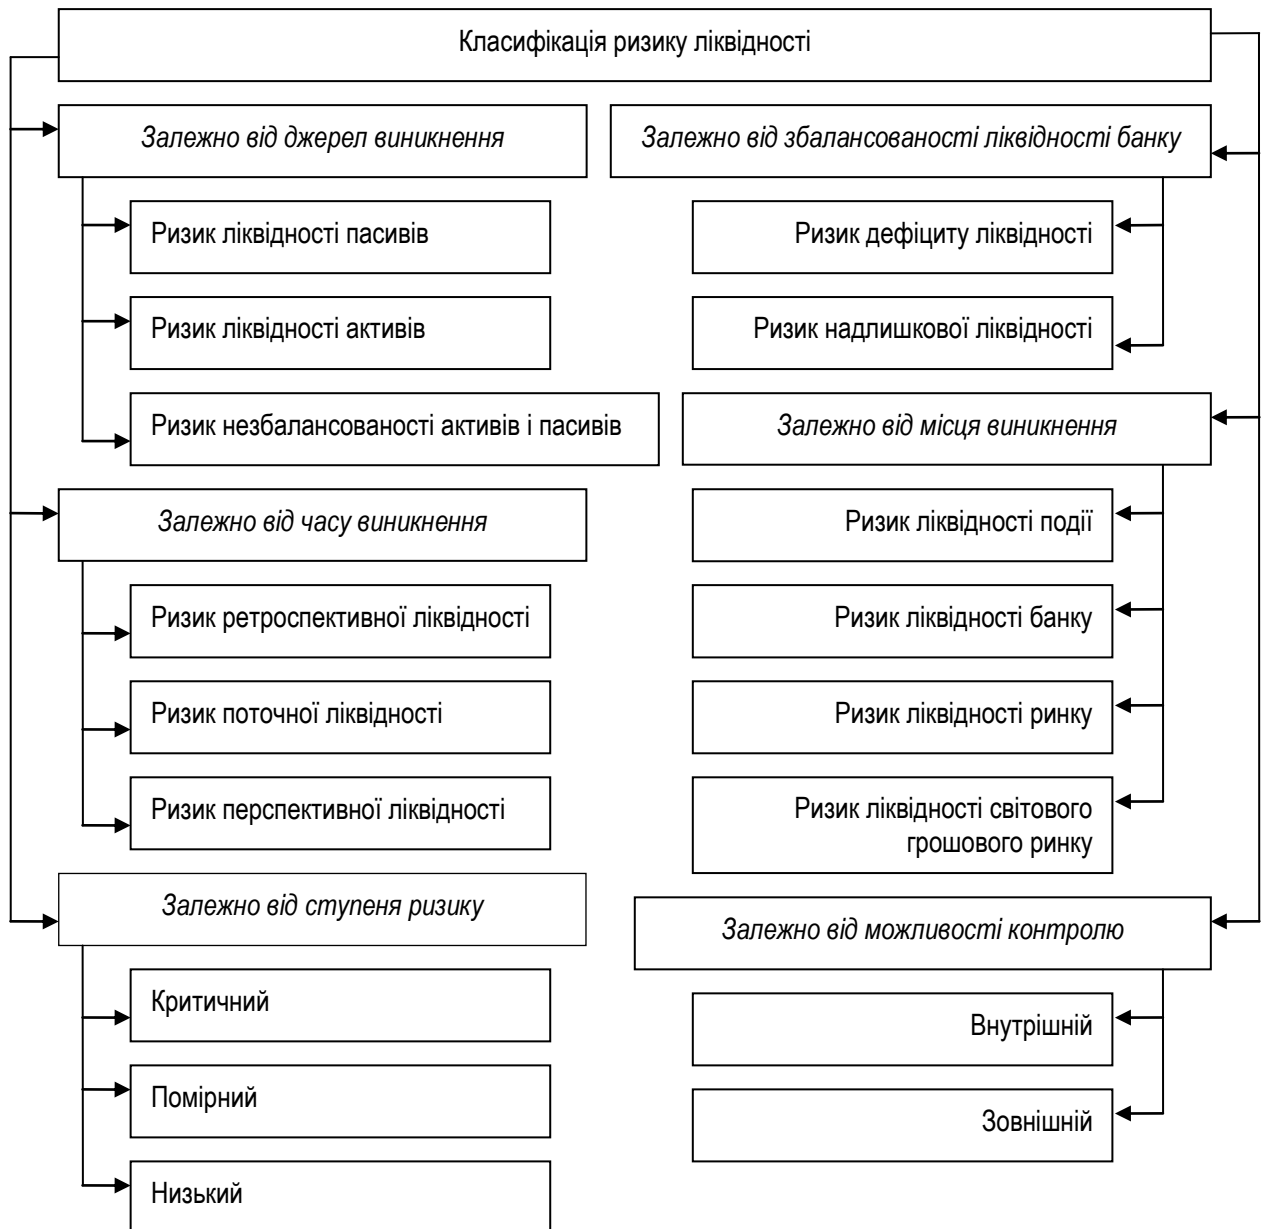 Класифікація ризику ліквідності
Залежно від джерел виникнення
Ризик ліквідності пасивів
Ризик ліквідності активів
Ризик незбалансованості активів і пасивів
Залежно від часу виникнення
Ризик ретроспективної ліквідності
Ризик поточної ліквідності
Ризик перспективної ліквідності
Залежно від ступеня ризику
Критичний
Помірний
Низький
Залежно від збалансованості ліквідності банку
Ризик дефіциту ліквідності
Ризик надлишкової ліквідності
Залежно від місця виникнення
Ризик ліквідності події
Ризик ліквідності банку
Ризик ліквідності ринку
Ризик ліквідності світового
грошового ринку
Залежно від можливості контролю
Внутрішній
Зовнішній